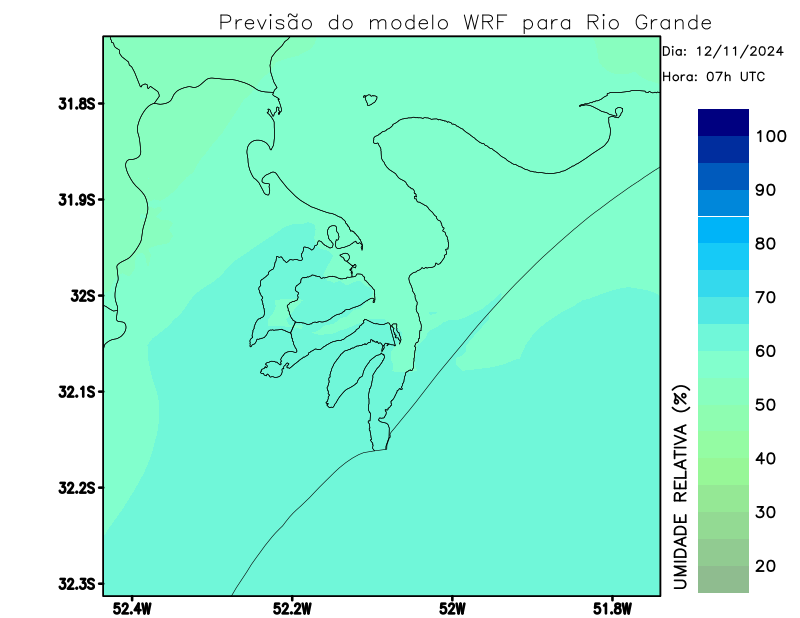 Previsão do modelo WRF para Rio Grande
Dia: 12/11/2024
Hora: 07h UTC
31.8S
31.9S
32S
32.1S
32.2S
32.3S
52.4W
52.2W
52W
51.8W
100
90
80
70
60
50
40
30
20
UMIDADE RELATIVA (%)